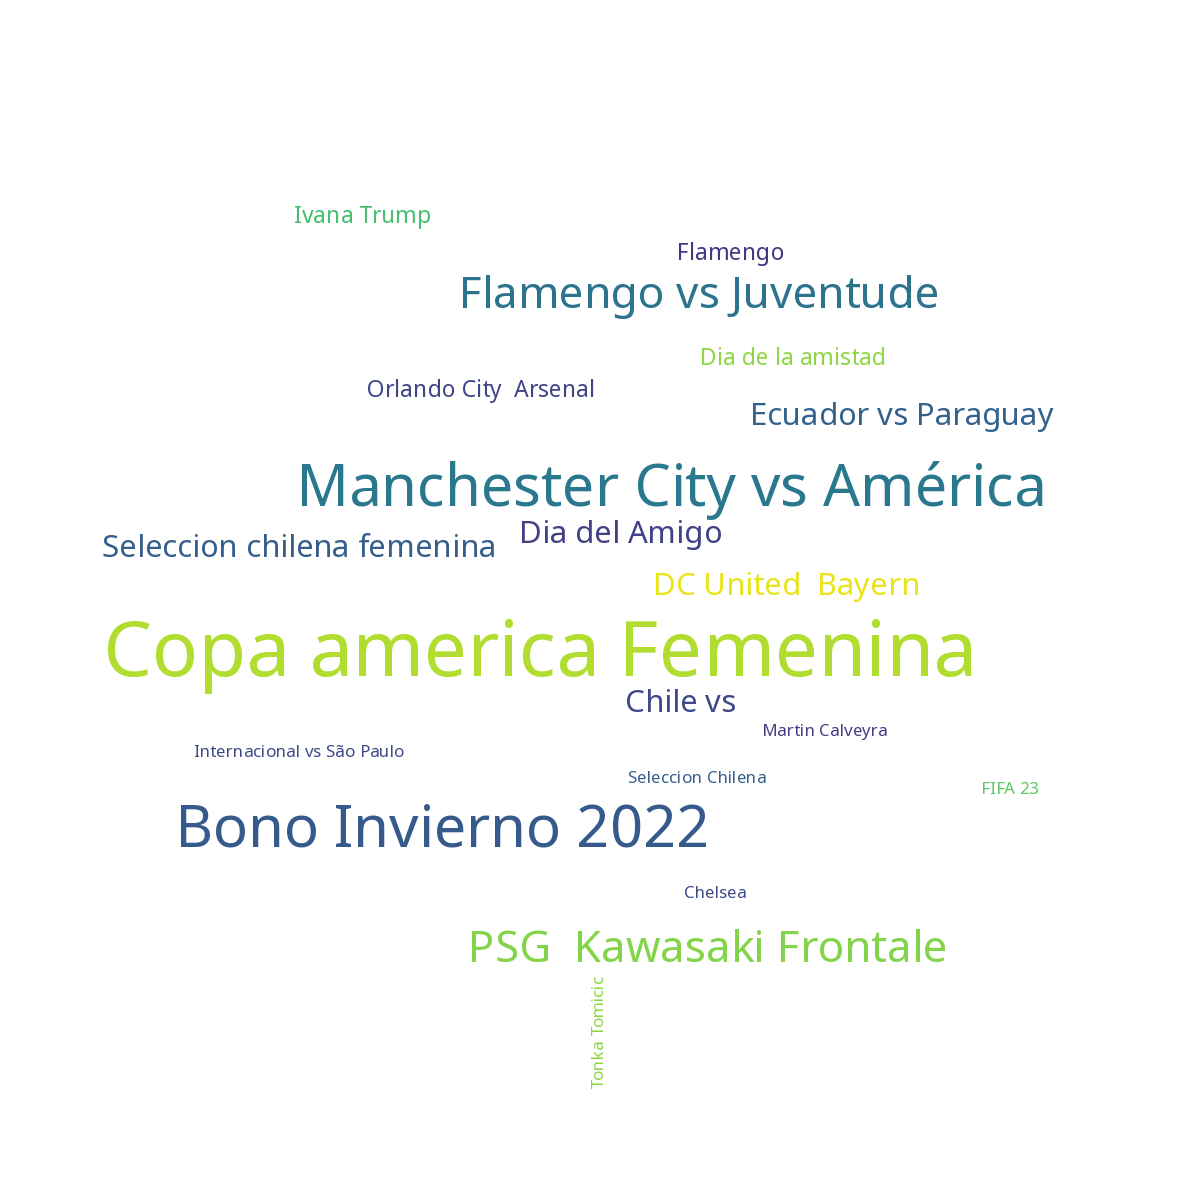 Ivana Trump
Flamengo
Flamengo vs Juventude
Dia de la amistad
Orlando City  Arsenal
Ecuador vs Paraguay
Manchester City vs América
Dia del Amigo
Seleccion chilena femenina
DC United  Bayern
Copa america Femenina
Chile vs
Martin Calveyra
Internacional vs São Paulo
Seleccion Chilena
FIFA 23
Bono Invierno 2022
Chelsea
PSG  Kawasaki Frontale
Tonka Tomicic